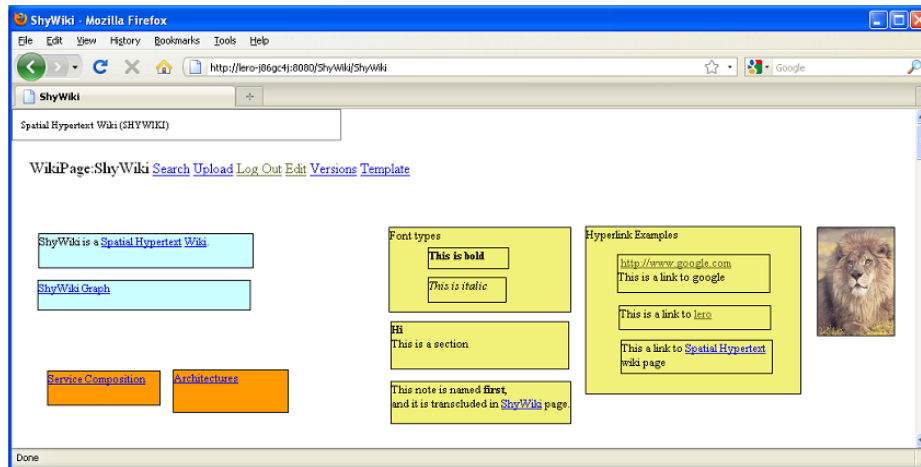 ShyWiki - Mozilla Firefox
File Edit View History Bookmarks Tools Help
http://lero-j86gc4j:8080/ShyWiki/ShyWiki
Google
ShyWiki
Spatial Hypertext Wiki (SHYWIKI)
WikiPage:ShyWiki Search Upload Log Out Edit Versions Template
ShyWiki is a Spatial Hypertext Wiki.
ShyWiki Graph
Service Composition
Architectures
Font types
This is bold
This is italic
Hi
This is a section
This note is named first,
and it is transcluded in ShyWiki page.
Hyperlink Examples
http://www.google.com
This is a link to google
This is a link to lero
This a link to Spatial Hypertext
wiki page
Done